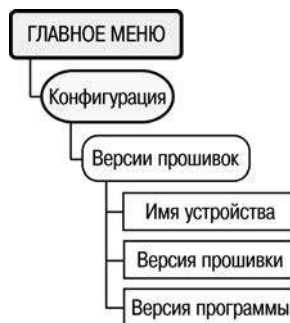 ГЛАВНОЕ МЕНЮ
Конфигурация
Версии прошивок
Имя устройства
Версия прошивки
Версия программы